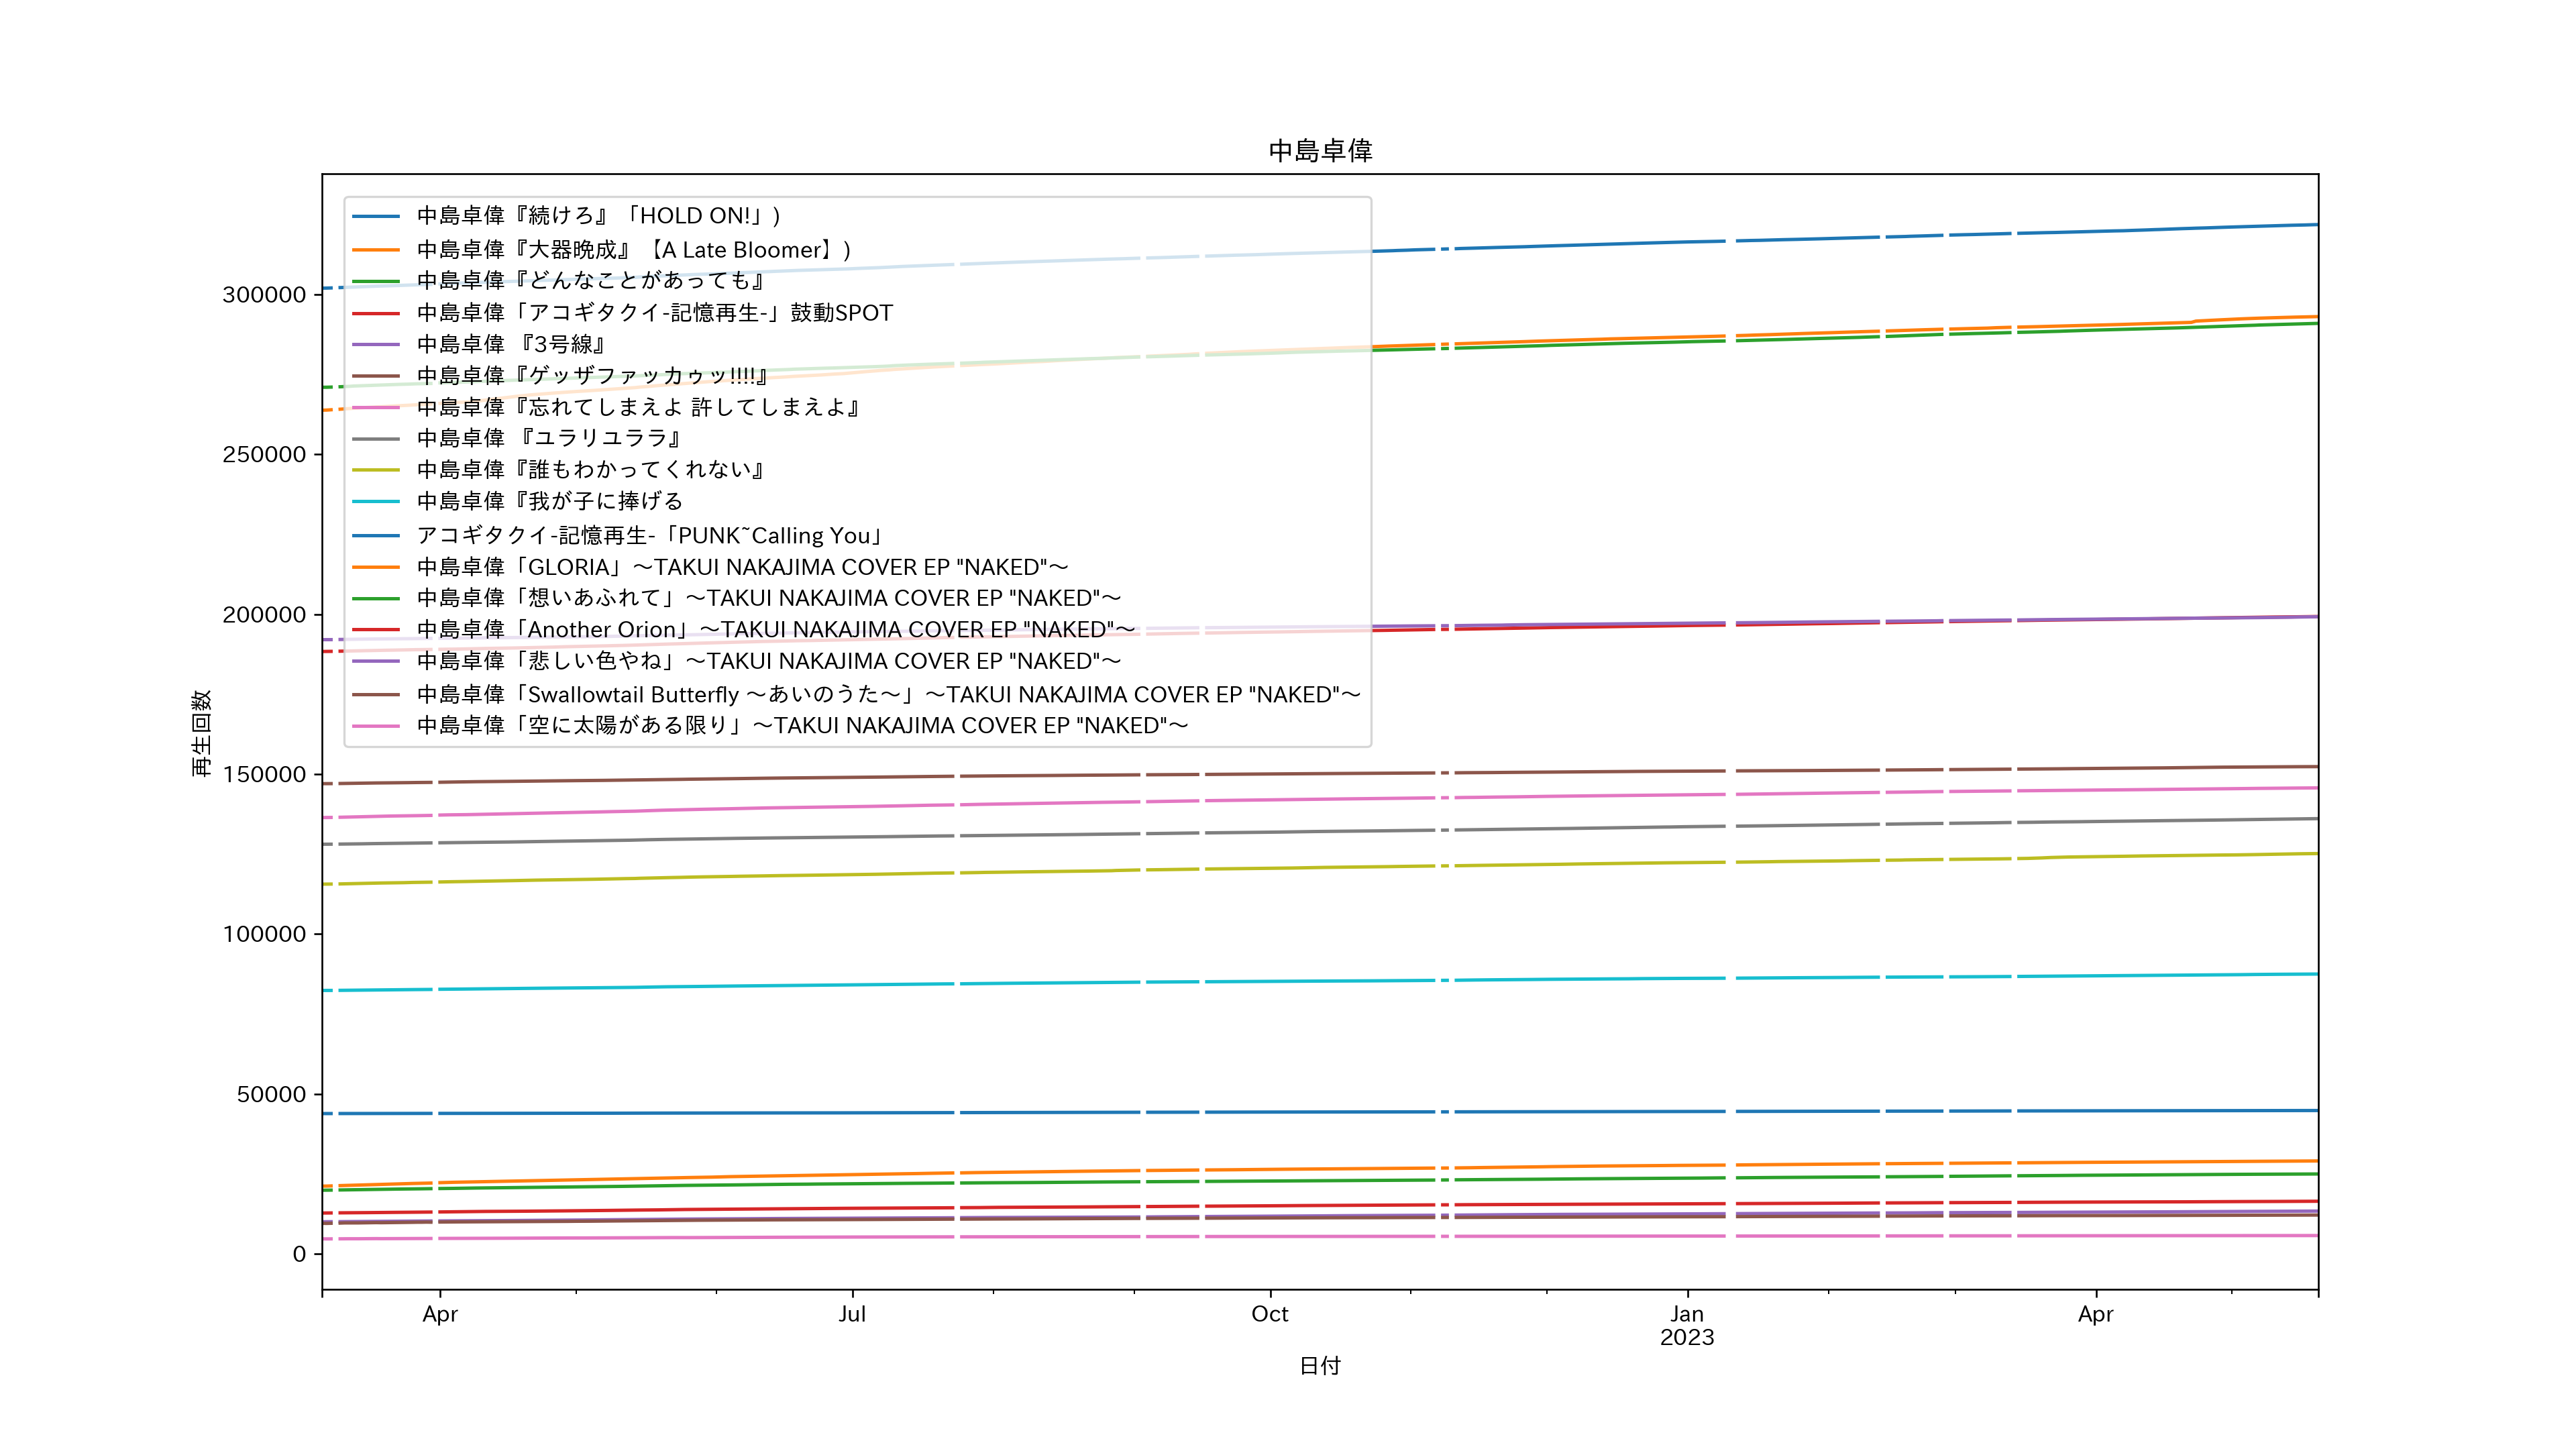 中島卓偉
中島卓偉『続けろ』「HOLD ON!」)
中島卓偉『大器晩成』【A Late Bloomer】)
中島卓偉『どんなことがあっても』
中島卓偉「アコギタクイ-記憶再生-」鼓動SPOT
中島卓偉 『3号線』
中島卓偉『ゲッザファッカゥッ!!!!』
中島卓偉『忘れてしまえよ 許してしまえよ』
中島卓偉 『ユラリユララ』
中島卓偉『誰もわかってくれない』
中島卓偉『我が子に捧げる
アコギタクイ-記憶再生-「PUNK~Calling You」
中島卓偉「GLORIA」～TAKUI NAKAJIMA COVER EP "NAKED"～
中島卓偉「想いあふれて」～TAKUI NAKAJIMA COVER EP "NAKED"～
中島卓偉「Another Orion」～TAKUI NAKAJIMA COVER EP "NAKED"～
中島卓偉「悲しい色やね」～TAKUI NAKAJIMA COVER EP "NAKED"～
中島卓偉「Swallowtail Butterfly ～あいのうた～」～TAKUI NAKAJIMA COVER EP "NAKED"～
中島卓偉「空に太陽がある限り」～TAKUI NAKAJIMA COVER EP "NAKED"～
再生回数
300000
250000
200000
150000
100000
50000
0
Apr
Jul
Oct
Jan
2023
Apr
日付